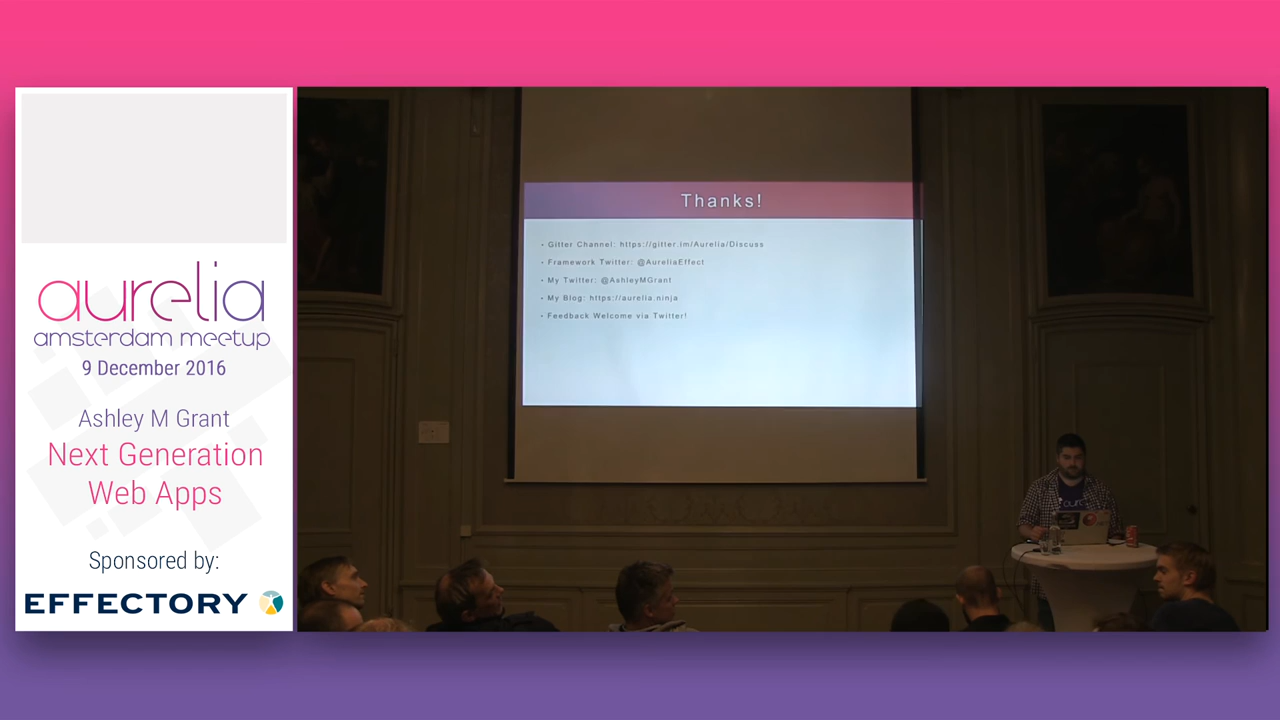 aurelia
amsterdam meetup
9 December 2016
Ashley M Grant
Next Generation
Web Apps
Sponsored by:
EFFECTORY
Thanks!
• Gitter Channel: https://gitter.im/Aurelia/Discuss
• Framework Twitter: @AureliaEffect
• My Twitter: @AshleyMGrant
• My Blog: https://aurelia.ninja
• Feedback Welcome via Twitter!